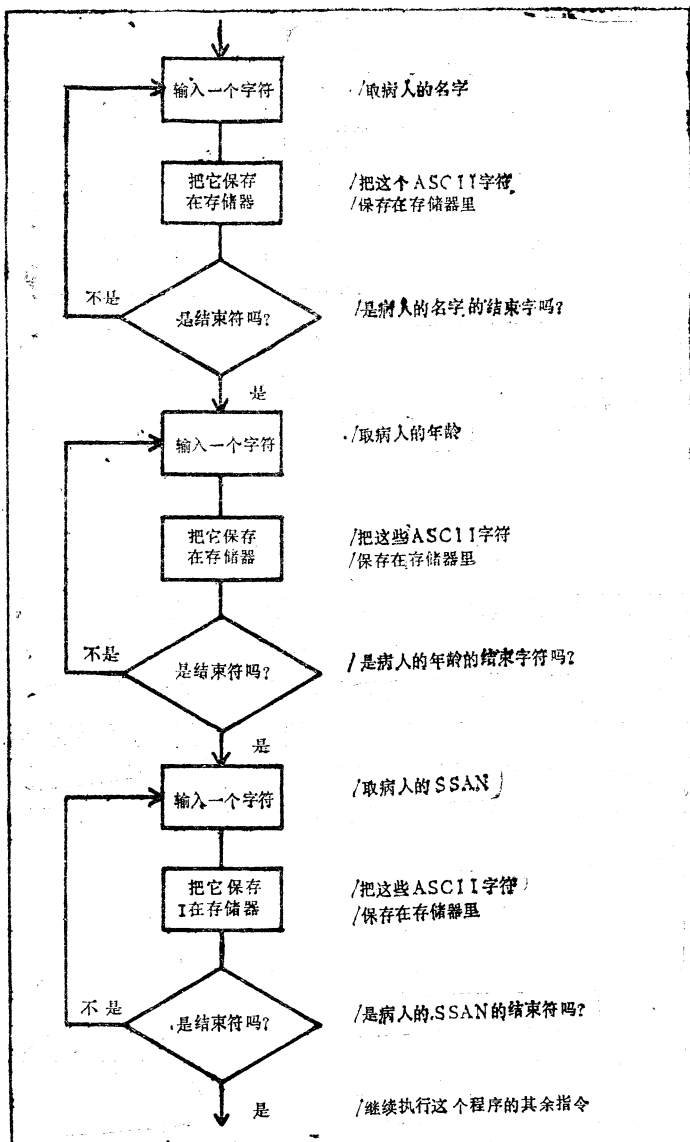 输入一个字符
/取病人的名字
把它保存
在存储器
/把这个ASCII字符
/保存在存储器里
不是
是结束符吗?
/是病人的名字的结束字吗?
是
输入一个字符
/取病人的年龄
把它保存
在存储器
/把这些ASCII字符
/保存在存储器里
不是
是结束符吗?
/是病人的年龄的结束字符吗?
是
输入一个字符
/取病人的SSAN
把它保存
I在存储器
/把这些ASCII字符
/保存在存储器里
不是
是结束符吗?
/是病人的.SSAN的结束符吗?
是
/继续执行这个程序的其余指令